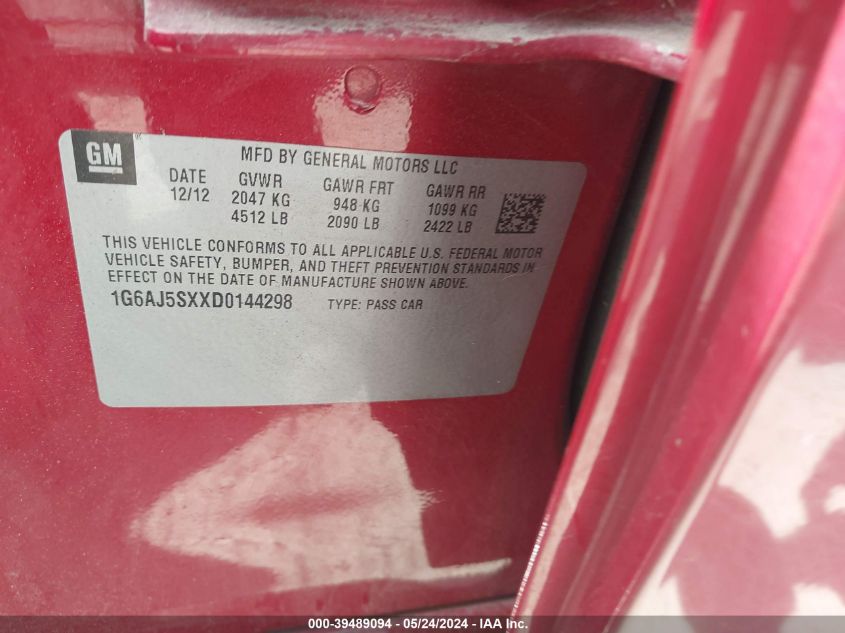 GM
MFD BY GENERAL MOTORS LLC
DATE GVWR GAWR FRT GAWR RR
12/12 2047 KG 948 KG 1099 KG
4512 LB 2090 LB 2422 LB
THIS VEHICLE CONFORMS TO ALL APPLICABLE U.S. FEDERAL MOTOR
VEHICLE SAFETY, BUMPER, AND THEFT PREVENTION STANDARDS IN
EFFECT ON THE DATE OF MANUFACTURE SHOWN ABOVE.
1G6AJ5SXXD0144298 TYPE: PASS CAR
000-39489094 - 05/24/2024 - IAA Inc.